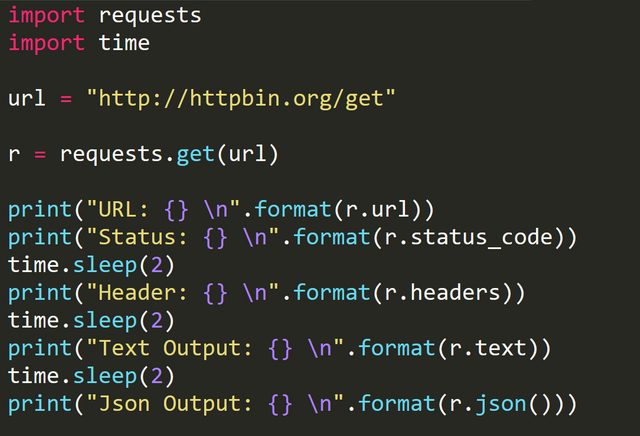 import requests
import time
url = "http://httpbin.org/get"
r = requests.get(url)
print("URL: {} \n".format(r.url))
print("Status: {} \n".format(r.status_code))
time.sleep(2)
print("Header: {} \n".format(r.headers))
time.sleep(2)
print("Text Output: {} \n".format(r.text))
time.sleep(2)
print("Json Output: {} \n".format(r.json()))